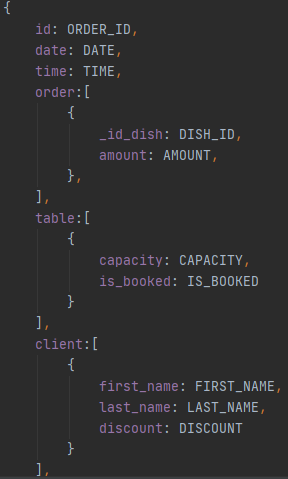 {
    id: ORDER_ID,
    date: DATE,
    time: TIME,
    order:[
        {
            _id_dish: DISH_ID,
            amount: AMOUNT,
        },
    ],
    table:[
        {
            capacity: CAPACITY,
            is_booked: IS_BOOKED
        }
    ],
    client:[
        {
            first_name: FIRST_NAME,
            last_name: LAST_NAME,
            discount: DISCOUNT
        }
    ],